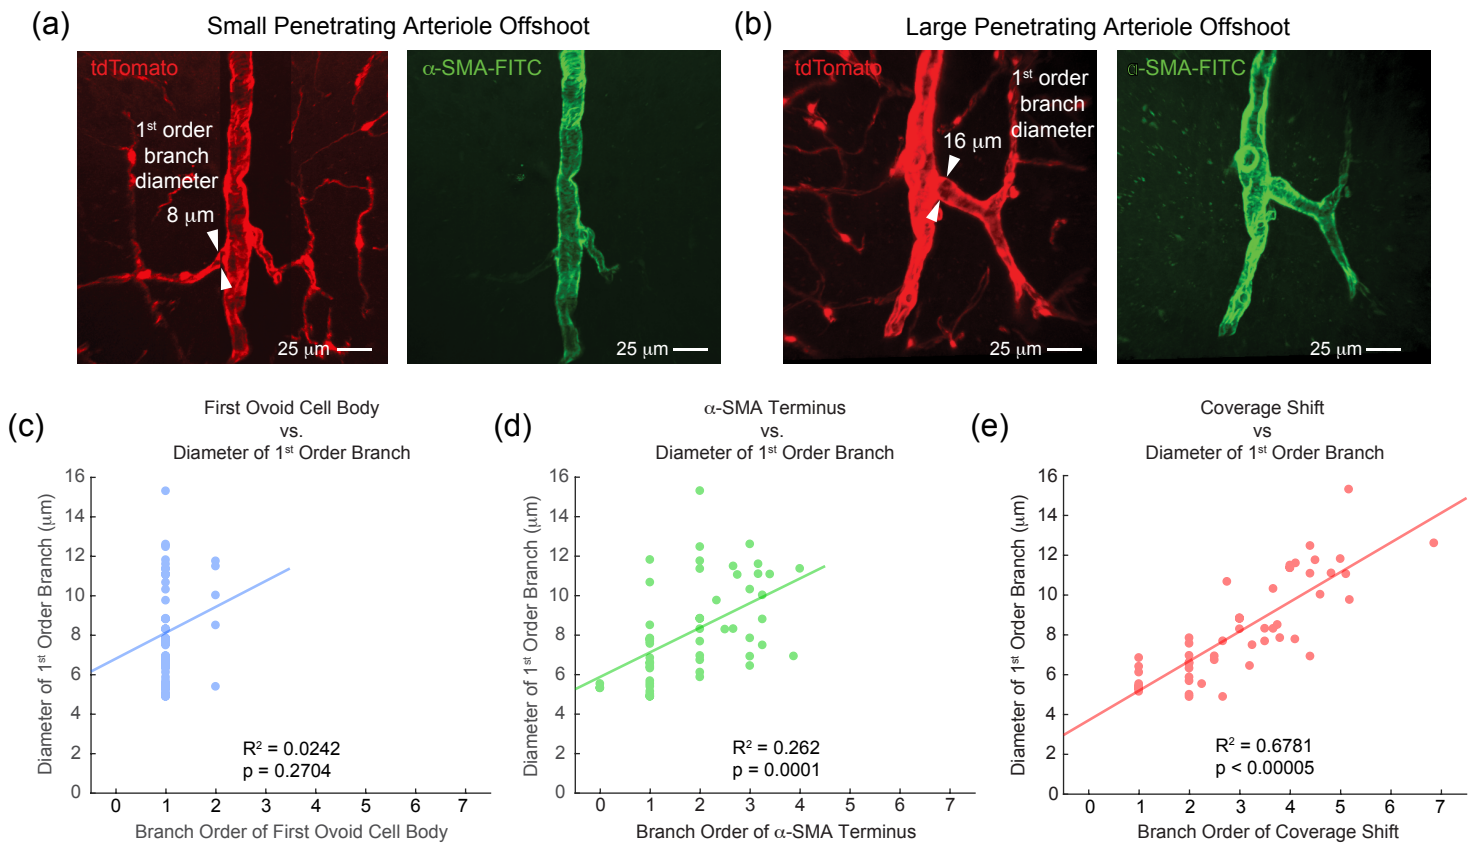 (a)
Small Penetrating Arteriole Offshoot
tdTomato
1st order
branch
diameter
8 μm
25 μm
α-SMA-FITC
25 μm
(b)
Large Penetrating Arteriole Offshoot
tdTomato
1st order
branch
diameter
16 μm
25 μm
α-SMA-FITC
25 μm
(c)
First Ovoid Cell Body
vs.
Diameter of 1st Order Branch
Diameter of 1st Order Branch (μm)
16
14
12
10
8
6
4
2
0
R2 = 0.0242
p = 0.2704
0 1 2 3 4 5 6 7
Branch Order of First Ovoid Cell Body
(d)
α-SMA Terminus
vs.
Diameter of 1st Order Branch
Diameter of 1st Order Branch (μm)
16
14
12
10
8
6
4
2
0
R2 = 0.262
p = 0.0001
0 1 2 3 4 5 6 7
Branch Order of α-SMA Terminus
(e)
Coverage Shift
vs
Diameter of 1st Order Branch
Diameter of 1st Order Branch (μm)
16
14
12
10
8
6
4
2
0
R2 = 0.6781
p < 0.00005
0 1 2 3 4 5 6 7
Branch Order of Coverage Shift